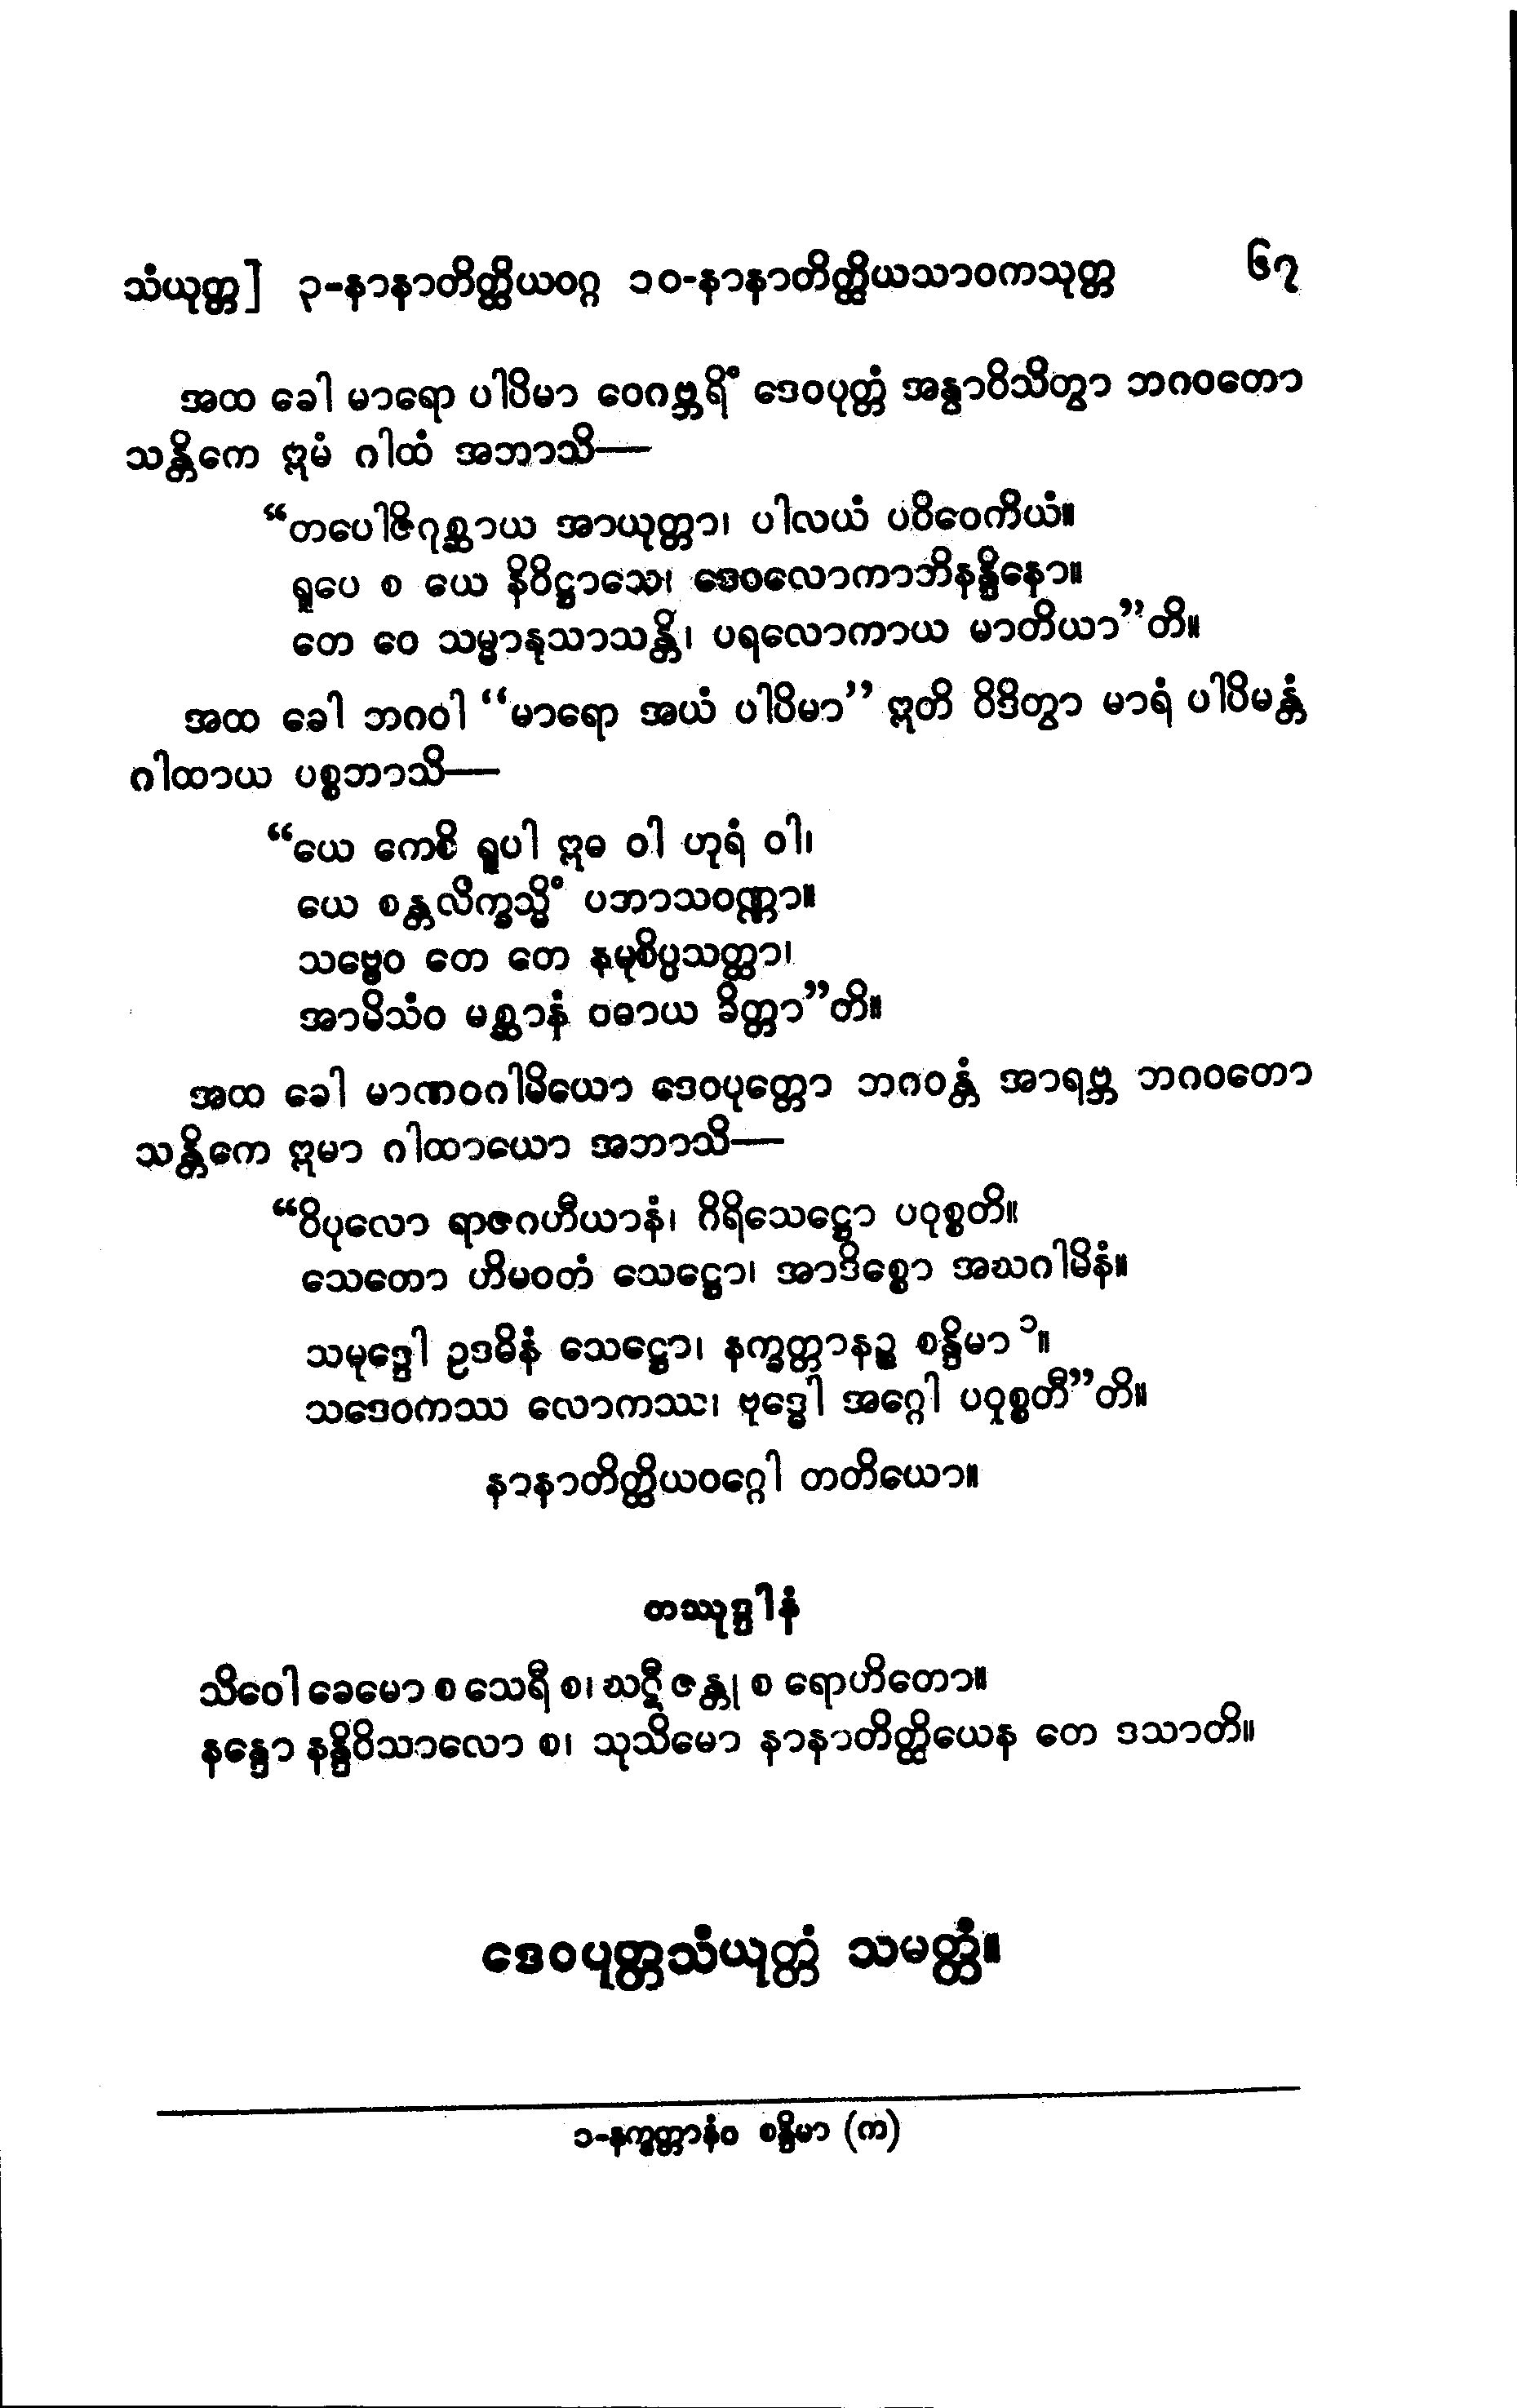 သံယုတ္တ] ၃-နာနာတိတ္ထိယဝဂ္ဂ ၁၀-နာနာတိတ္ထိယသာဝကသုတ္တ ၆၇
အထ ခေါ မာရော ပါပိမာ ဝေဂဗ္ဘရိံ ဒေဝပုတ္တံ အနွာဝိသိတွာ ဘဂဝတော
သန္တိကေ ဣမံ ဂါထံ အဘာသိ—
“တပေါဇိဂုစ္ဆာယ အာယုတ္တာ၊ ပါလယံ ပဝိဝေကိယံ။
ရူပေ စ ယေ နိဝိဋ္ဌာသေ၊ ဒေဝလောကာဘိနန္ဒိနော။
တေ ဝေ သမ္မာနုသာသန္တိ၊ ပရလောကာယ မာတိယာ”တိ။
အထ ခေါ ဘဂဝါ “မာရော အယံ ပါပိမာ” ဣတိ ဝိဒိတွာ မာရံ ပါပိမန္တံ
ဂါထာယ ပစ္စဘာသိ—
“ယေ ကေစိ ရူပါ ဣဓ ဝါ ဟုရံ ဝါ၊
ယေ စန္တလိက္ခသ္မိံ ပဘာသဝဏ္ဏာ။
သဗ္ဗေဝ တေ တေ နမုစိပ္ပသတ္ထာ၊
အာမိသံဝ မစ္ဆာနံ ဝဓာယ ခိတ္တာ”တိ။
အထ ခေါ မာဏဝဂါမိယော ဒေဝပုတ္တော ဘဂဝန္တံ အာရဗ္ဘ ဘဂဝတော
သန္တိကေ ဣမာ ဂါထာယော အဘာသိ—
“ဝိပုလော ရာဇဂဟီယာနံ၊ ဂိရိသေဋ္ဌော ပဝုစ္စတိ။
သေတော ဟိမဝတံ သေဋ္ဌော၊ အာဒိစ္စော အဃဂါမိနံ။
သမုဒ္ဒေါ ဥဒဓိနံ သေဋ္ဌော၊ နက္ခတ္တာနဉ္စ စန္ဒိမာ ၁။
သဒေဝကဿ လောကဿ၊ ဗုဒ္ဓေါ အဂ္ဂေါ ပဝုစ္စတီ”တိ။
နာနာတိတ္ထိယဝဂ္ဂေါ တတိယော။
တဿုဒ္ဒါနံ
သိဝေါ ခေမော စ သေရီ စ၊ ဃဋီ ဇန္တု စ ရောဟိတော။
နန္ဒော နန္ဒိဝိသာလော စ၊ သုသိမော နာနာတိတ္ထိယေန တေ ဒသာတိ။
ဒေဝပုတ္တသံယုတ္တံ သမတ္တံ။
၁-နက္ခတ္တာနံဝ စန္ဒိမာ (က)